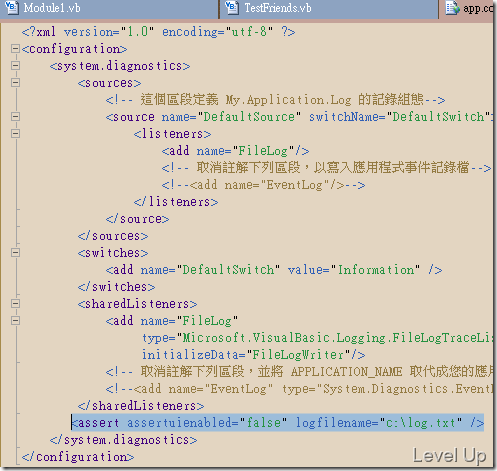 Module1.vb TestFriends.vb app.co
<?xml version="1.0" encoding="utf-8" ?>
<configuration>
<system.diagnostics>
<sources>
<!-- 這個區段定義 My.Application.Log 的記錄組態-->
<source name="DefaultSource" switchName="DefaultSwitch">
<listeners>
<add name="FileLog"/>
<!-- 取消註解下列區段，以寫入應用程式事件記錄檔-->
<!--<add name="EventLog"/>-->
</listeners>
</source>
</sources>
<switches>
<add name="DefaultSwitch" value="Information" />
</switches>
<sharedListeners>
<add name="FileLog"
type="Microsoft.VisualBasic.Logging.FileLogTraceLis
initializeData="FileLogWriter"/>
<!-- 取消註解下列區段，並將 APPLICATION_NAME 取代成您的應用
<!--<add name="EventLog" type="System.Diagnostics.Event
</sharedListeners>
<assert assertuienabled="false" logfilename="c:\log.txt" />
</system.diagnostics>
</configuration>
Level Up